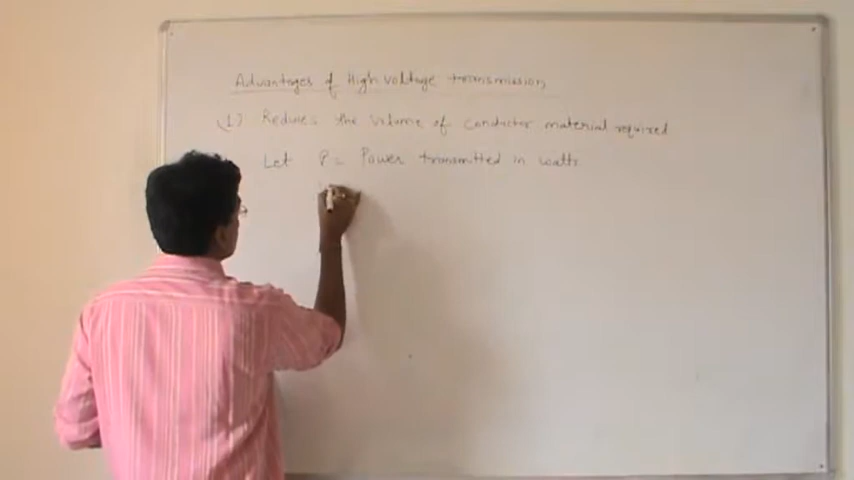 Advantages of High voltage transmission,
(1) Reduces the volume of conductor material required
Let P = Power transmitted in watts